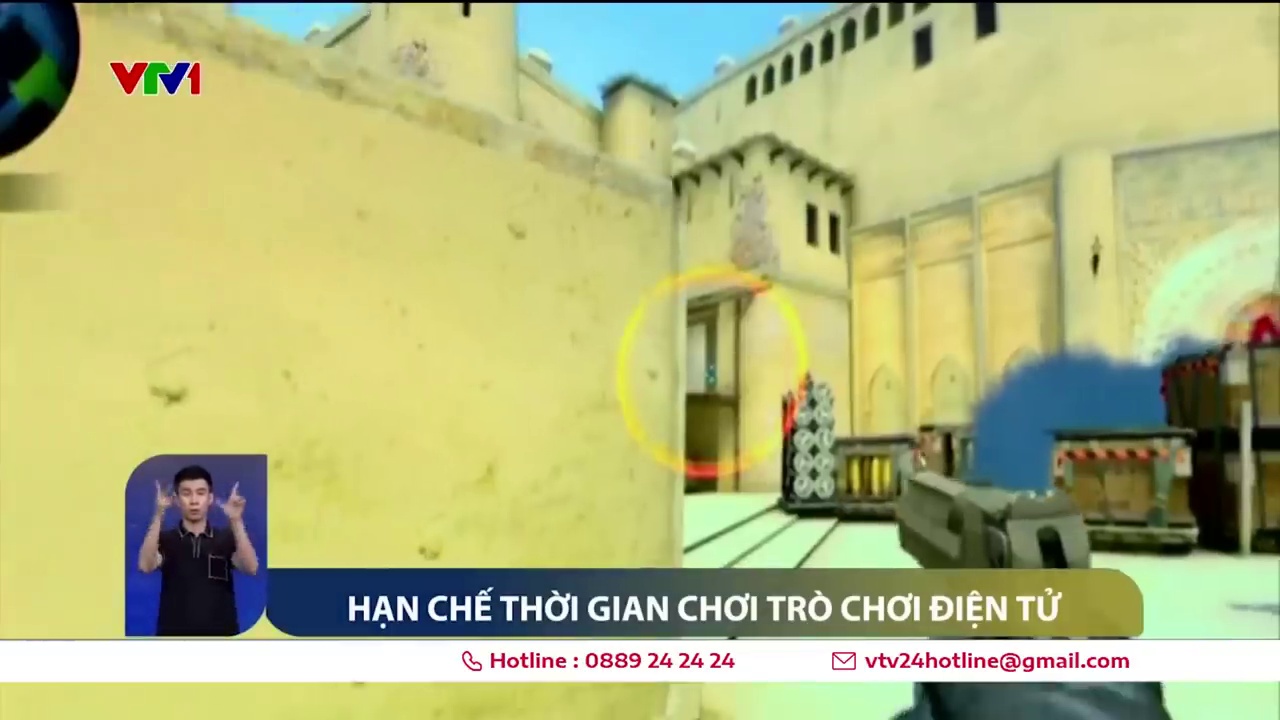 VTV1
A
HẠN CHẾ THỜI GIAN CHƠI TRÒ CHƠI ĐIỆN TỬ
Hotline : 0889 24 24 24
vtv24hotline@gmail.com